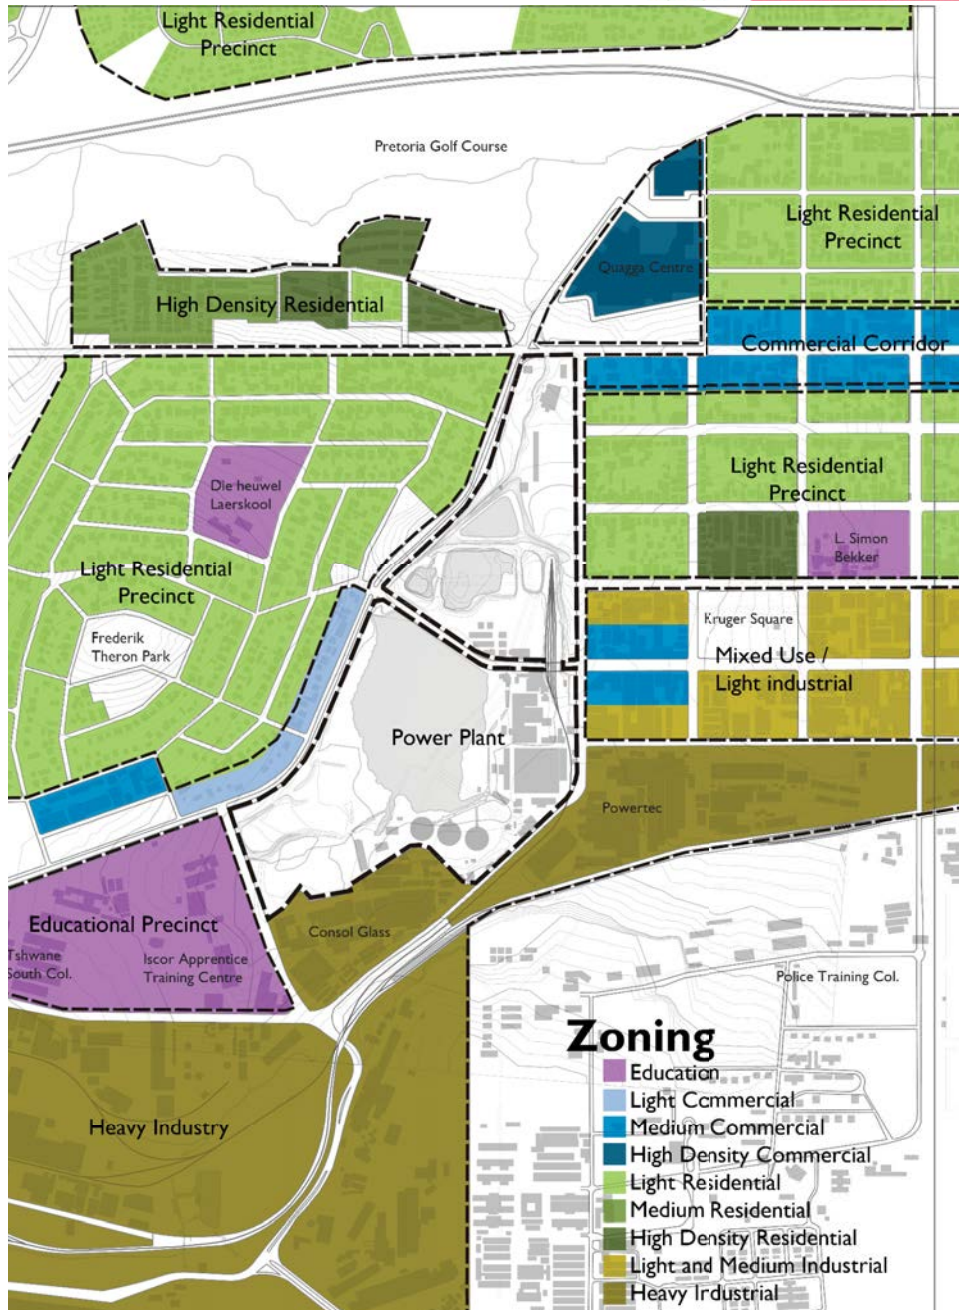 Light Residential
Precinct
Pretoria Golf Course
Light Residential
Precinct
Quagga Centre
High Density Residential
Commercial Corridor
Die heuwel
Laerskool
Light Residential
Precinct
L. Simon
Bekker
Light Residential
Precinct
Frederik
Theron Park
Kruger Square
Mixed Use /
Light industrial
Power Plant
Powertec
Educational Precinct
Consol Glass
Tshwane
South Col.
Iscor Apprentice
Training Centre
Police Training Col.
Heavy Industry
Zoning
Education
Light Commercial
Medium Commercial
High Density Commercial
Light Residential
Medium Residential
High Density Residential
Light and Medium Industrial
Heavy Industrial